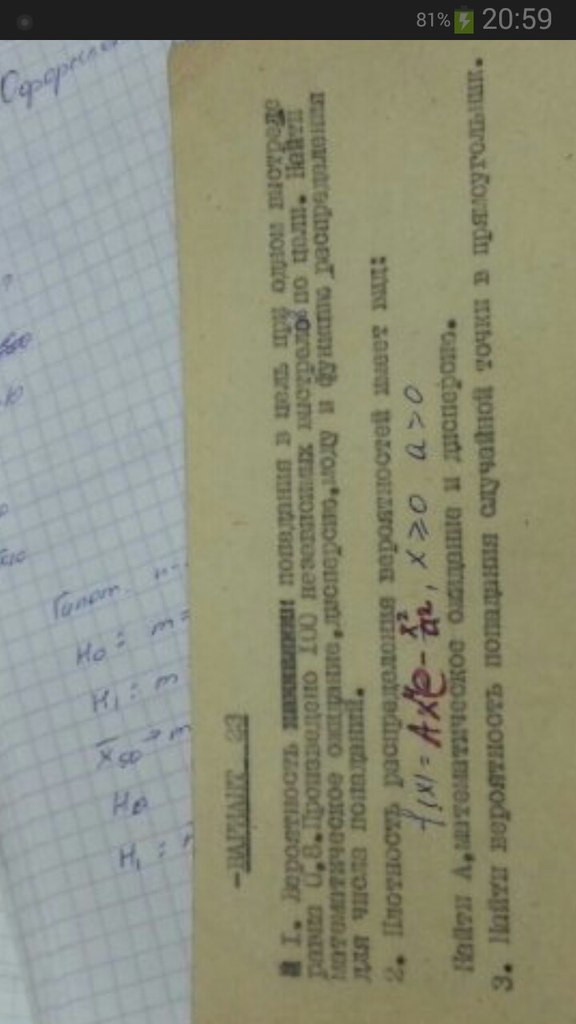 81% 20:59
Оформлен
Гипот.
H₀: m =
H₁: m
x̄₅₀ → m
H₀
H₁:
-ВАРИАНТ 23
1. Вероятность попадания в цель при одном выстреле
равна 0,8. Произведено 100 независимых выстрелов по цели. Найти
математическое ожидание, дисперсию, моду и функцию распределения
для числа попаданий.
2. Плотность распределения вероятностей имеет вид:
f(x) = Ax e^{-x²/a²}, x ≥ 0 a > 0
Найти А, математическое ожидание и дисперсию.
3. Найти вероятность попадания случайной точки в прямоугольник.